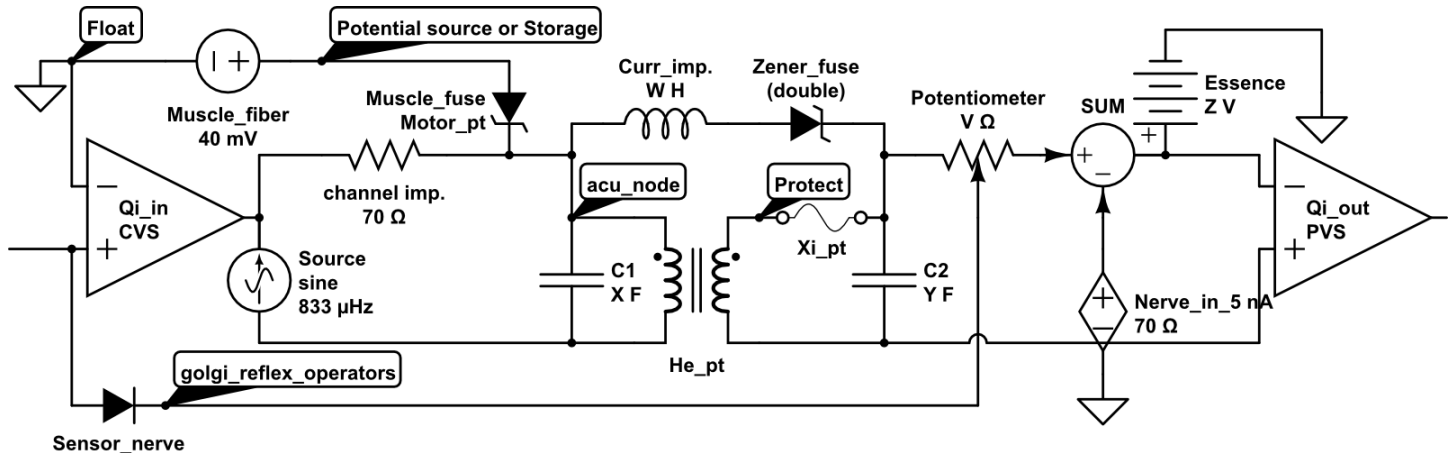 Float
Potential source or Storage
Muscle_fiber
40 mV
Muscle_fuse
Motor_pt
Curr_imp.
W H
Zener_fuse
(double)
Potentiometer
V Ω
SUM
Essence
Z V
Qi_in
CVS
channel imp.
70 Ω
acu_node
Protect
Xi_pt
Qi_out
PVS
Source
sine
833 µHz
C1
X F
C2
Y F
Nerve_in_5 nA
70 Ω
He_pt
golgi_reflex_operators
Sensor_nerve